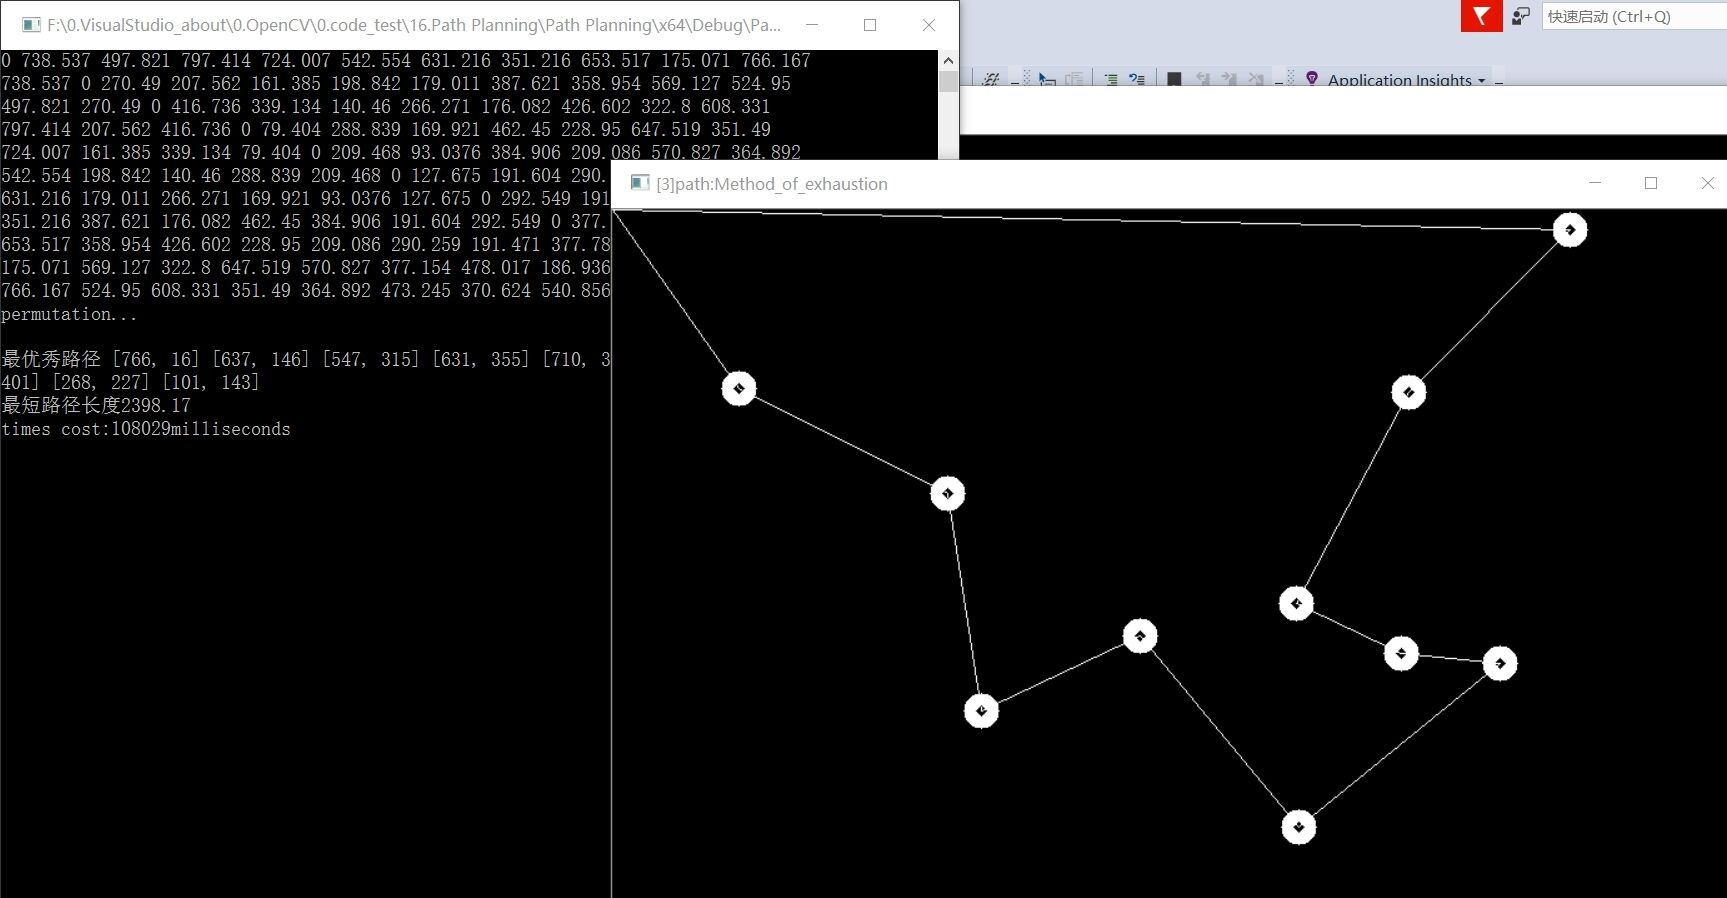 F:\0.VisualStudio_about\0.OpenCV\0.code_test\16.Path Planning\Path Planning\x64\Debug\Pa...
快速启动 (Ctrl+Q)
Application Insights
0 738.537 497.821 797.414 724.007 542.554 631.216 351.216 653.517 175.071 766.167
738.537 0 270.49 207.562 161.385 198.842 179.011 387.621 358.954 569.127 524.95
497.821 270.49 0 416.736 339.134 140.46 266.271 176.082 426.602 322.8 608.331
797.414 207.562 416.736 0 79.404 288.839 169.921 462.45 228.95 647.519 351.49
724.007 161.385 339.134 79.404 0 209.468 93.0376 384.906 209.086 570.827 364.892
542.554 198.842 140.46 288.839 209.468 0 127.675 191.604 290.
631.216 179.011 266.271 169.921 93.0376 127.675 0 292.549 191
351.216 387.621 176.082 462.45 384.906 191.604 292.549 0 377.
653.517 358.954 426.602 228.95 209.086 290.259 191.471 377.78
175.071 569.127 322.8 647.519 570.827 377.154 478.017 186.936
766.167 524.95 608.331 351.49 364.892 473.245 370.624 540.856
permutation...
最优秀路径 [766, 16] [637, 146] [547, 315] [631, 355] [710, 3
401] [268, 227] [101, 143]
最短路径长度2398.17
times cost:108029milliseconds
[3]path:Method_of_exhaustion